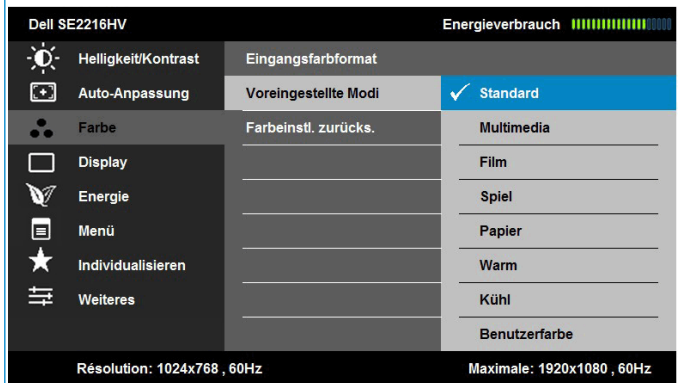 Dell SE2216HV Energieverbrauch
Helligkeit/Kontrast Eingangsfarbformat
Auto-Anpassung Voreingestellte Modi Standard
Farbe Farbeinstl. zurücks. Multimedia
Display Film
Energie Spiel
Menü Papier
Individualisieren Warm
Weiteres Kühl
Benutzerfarbe
Résolution: 1024x768 , 60Hz Maximale: 1920x1080 , 60Hz